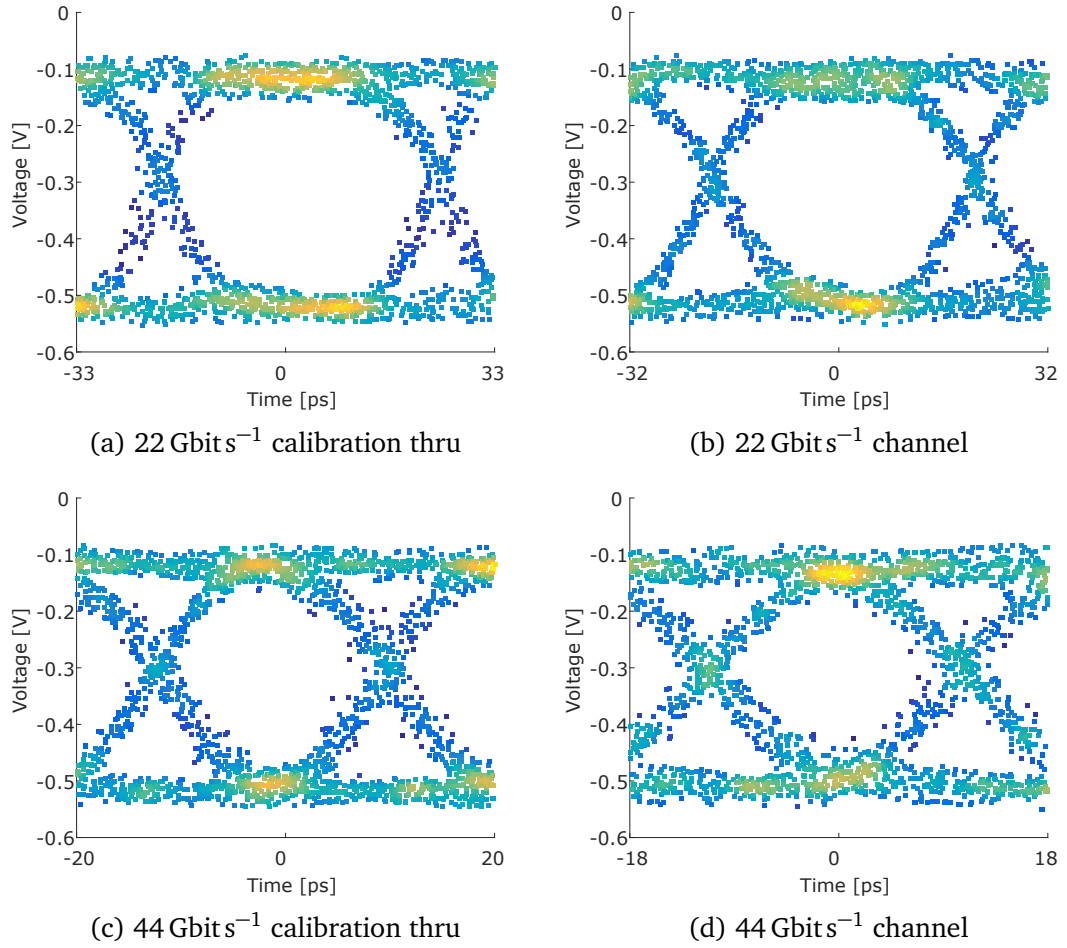 0
-0.1
-0.2
-0.3
-0.4
-0.5
-0.6
Voltage [V]
-33 0 33
Time [ps]
(a) 22 Gbit s⁻¹ calibration thru
0
-0.1
-0.2
-0.3
-0.4
-0.5
-0.6
Voltage [V]
-32 0 32
Time [ps]
(b) 22 Gbit s⁻¹ channel
0
-0.1
-0.2
-0.3
-0.4
-0.5
-0.6
Voltage [V]
-20 0 20
Time [ps]
(c) 44 Gbit s⁻¹ calibration thru
0
-0.1
-0.2
-0.3
-0.4
-0.5
-0.6
Voltage [V]
-18 0 18
Time [ps]
(d) 44 Gbit s⁻¹ channel